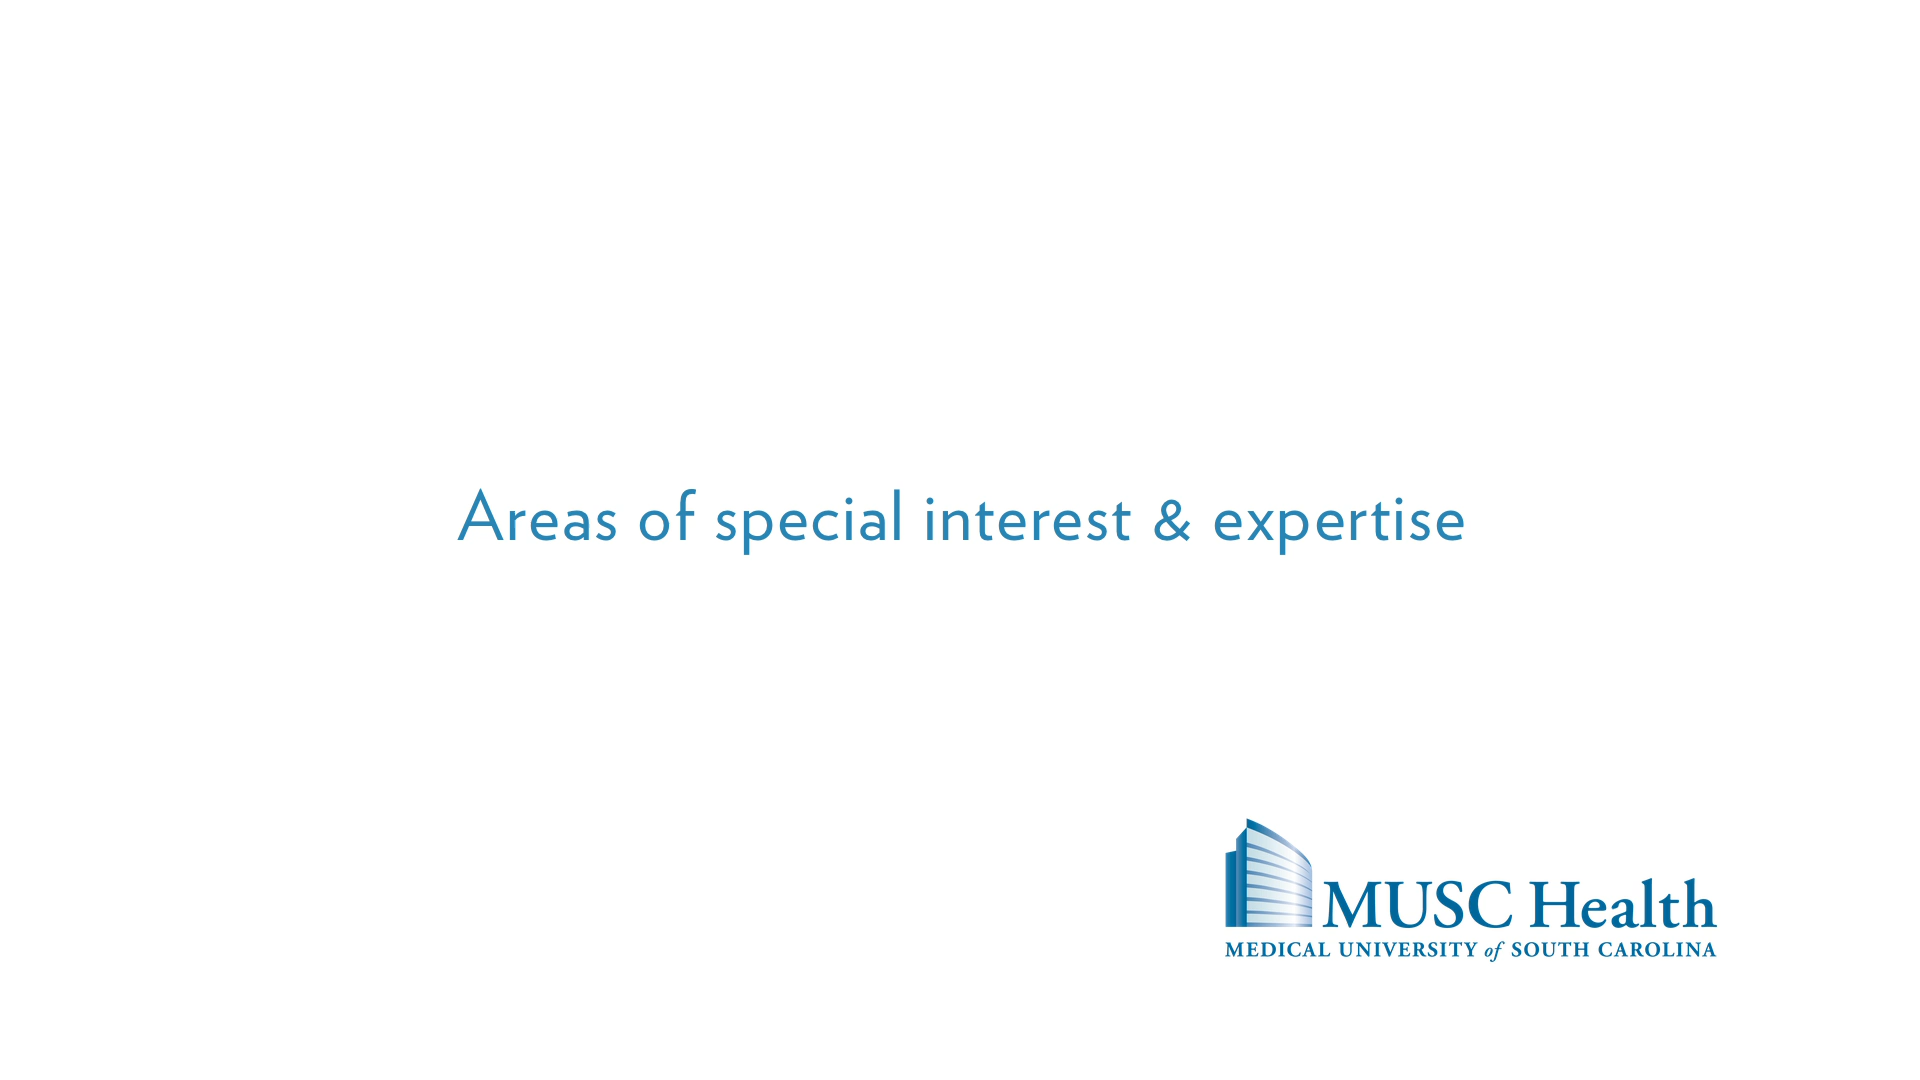 Areas of special interest & expertise
MUSC Health
MEDICAL UNIVERSITY of SOUTH CAROLINA